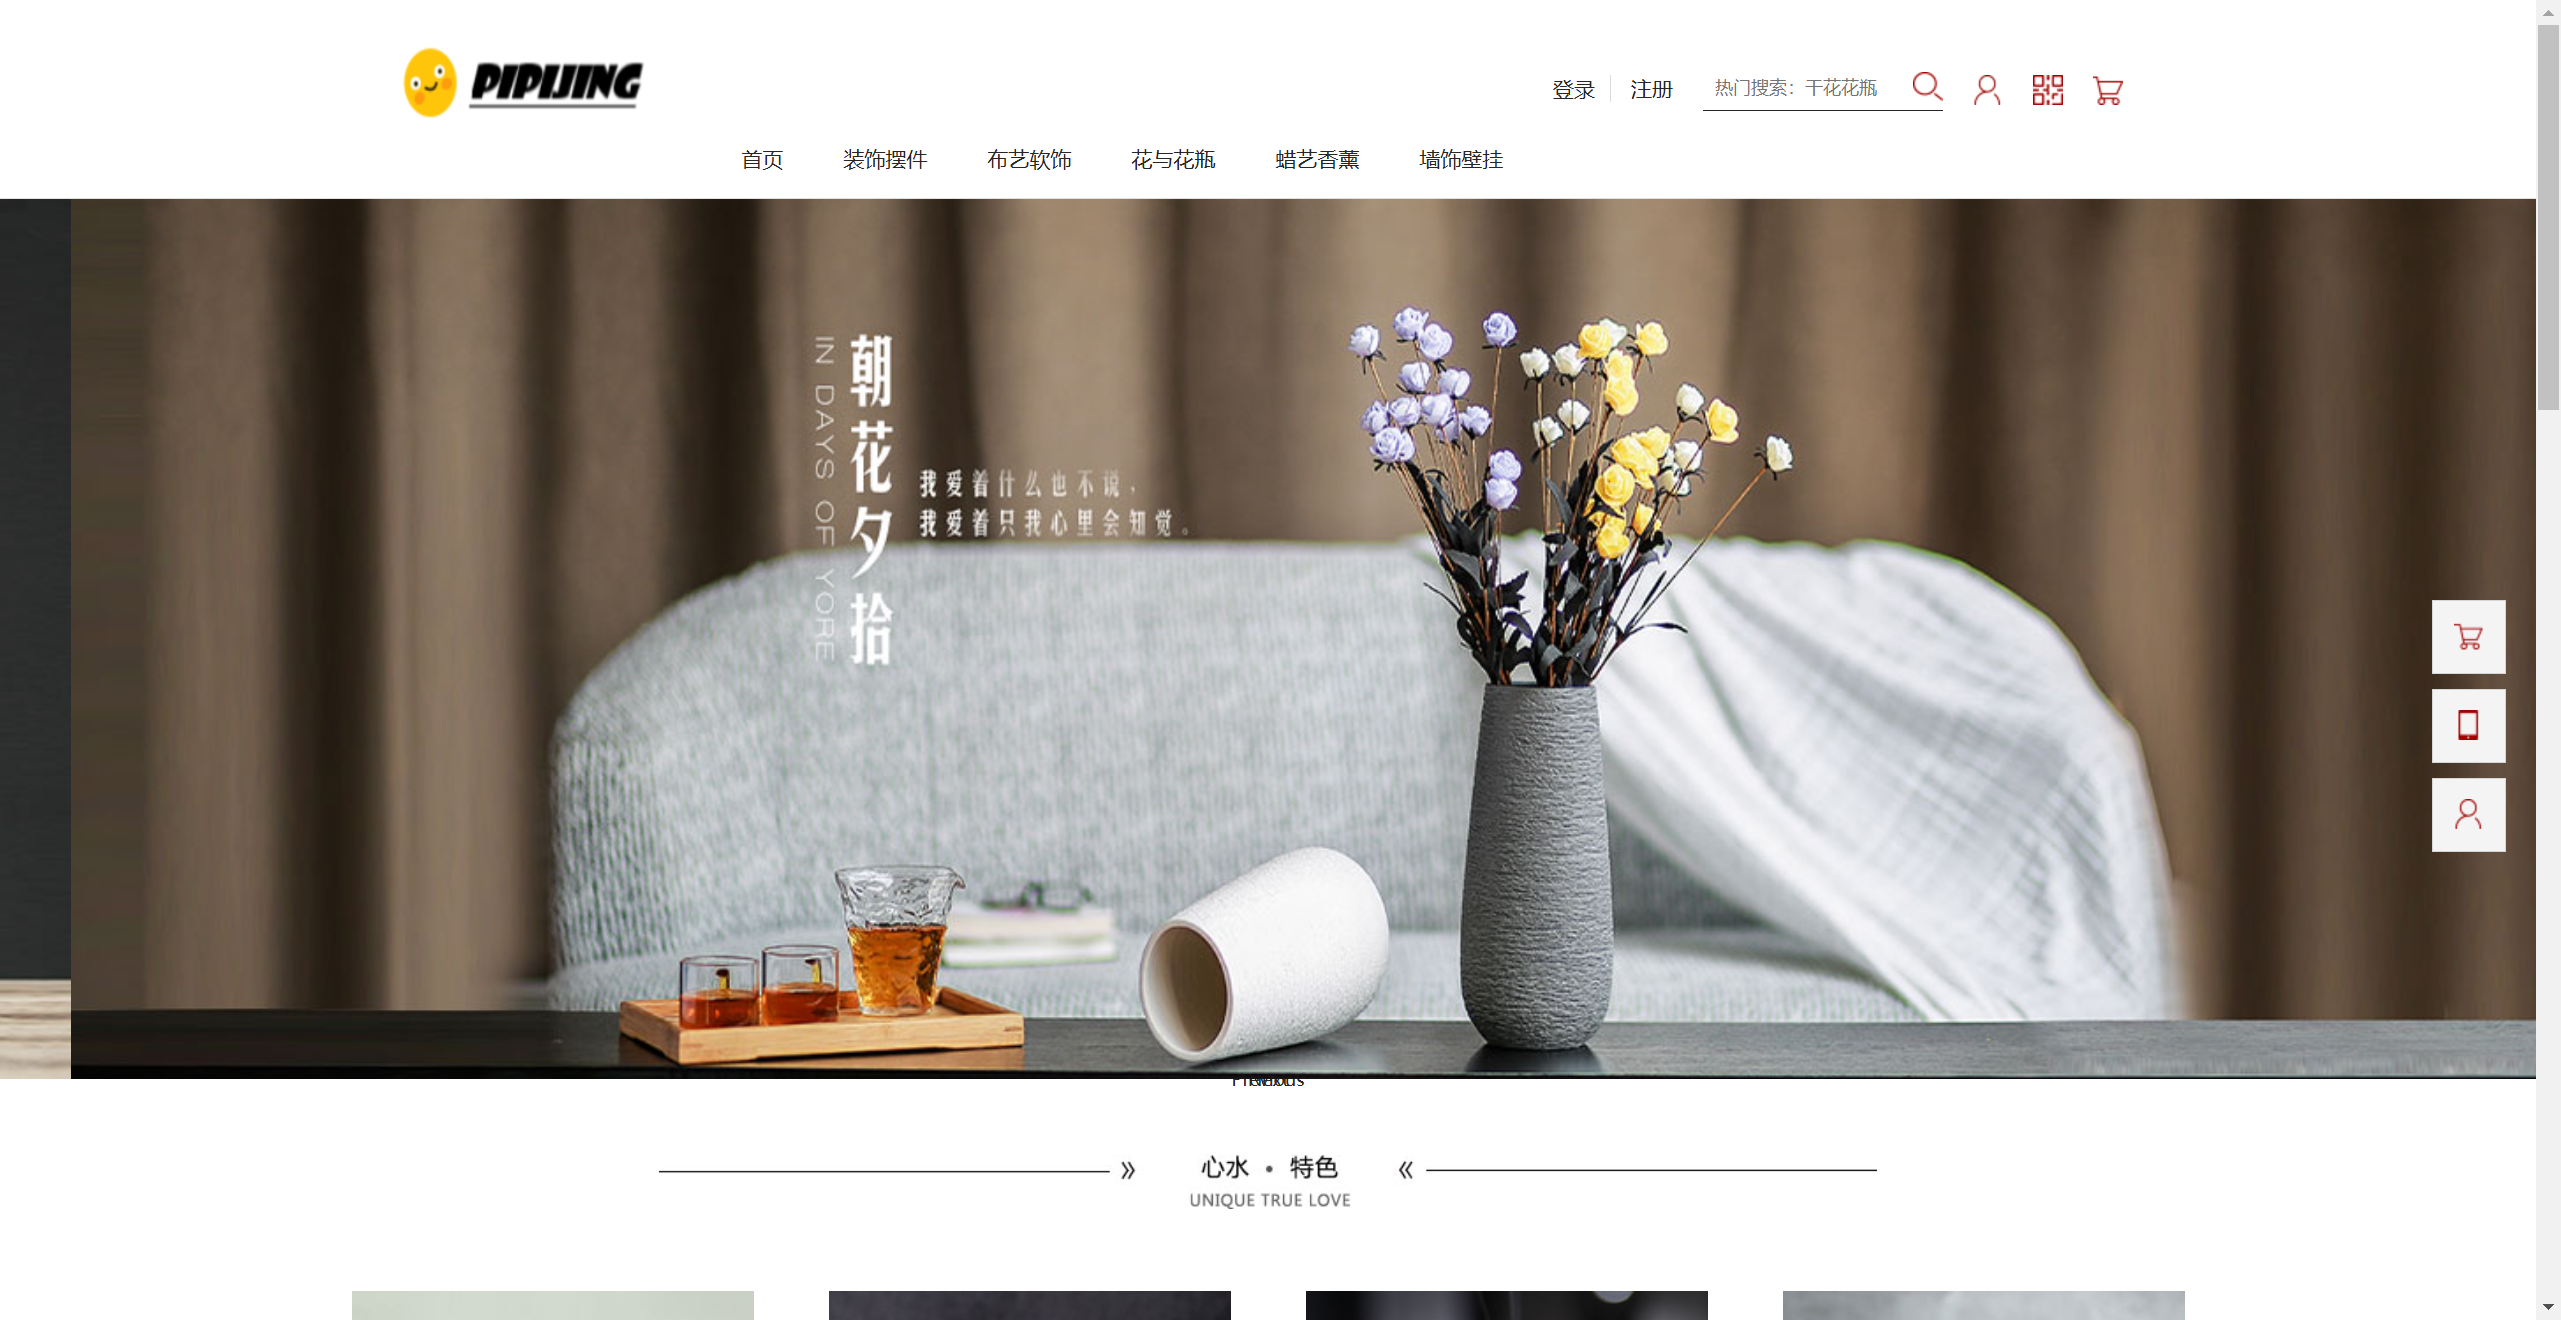 PIPIJING
登录
注册
热门搜索：干花花瓶
首页
装饰摆件
布艺软饰
花与花瓶
蜡艺香薰
墙饰壁挂
朝花夕拾
IN DAYS OF YORE
我爱着什么也不说，
我爱着只我心里会知觉。
心水 • 特色
UNIQUE TRUE LOVE